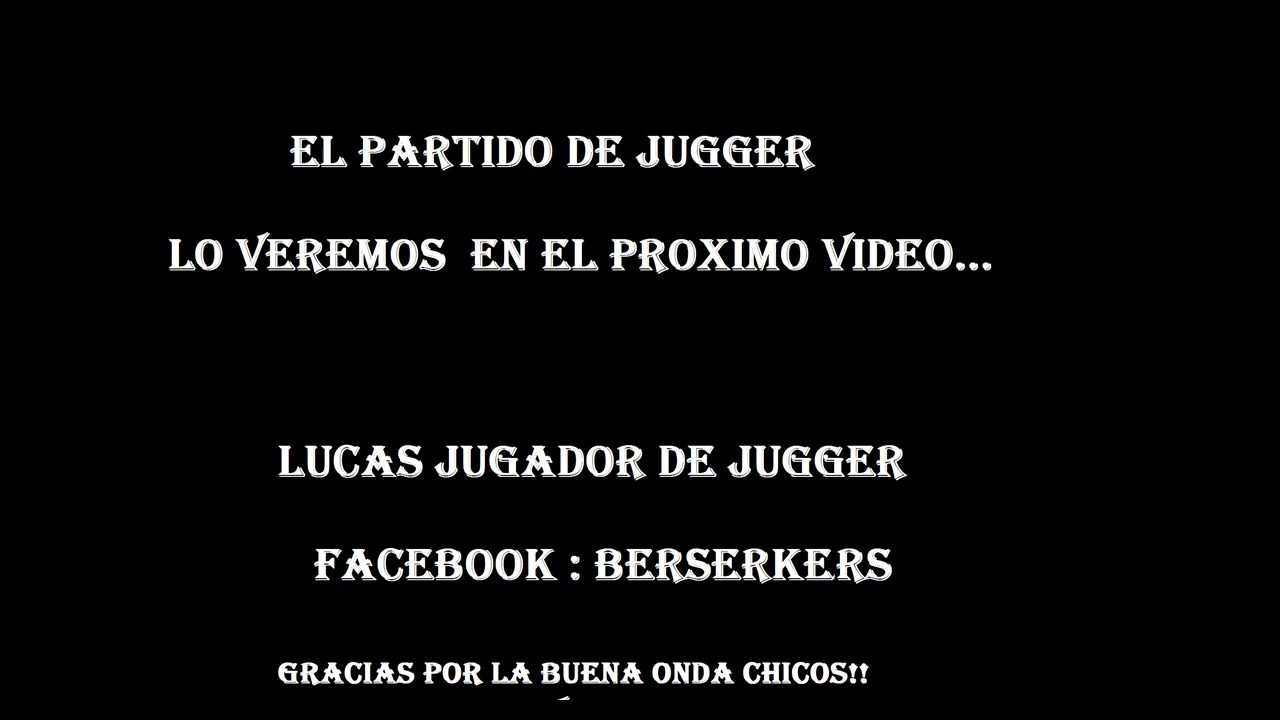 EL PARTIDO DE JUGGER
LO VEREMOS EN EL PROXIMO VIDEO...
LUCAS JUGADOR DE JUGGER
FACEBOOK : BERSERKERS
GRACIAS POR LA BUENA ONDA CHICOS!!